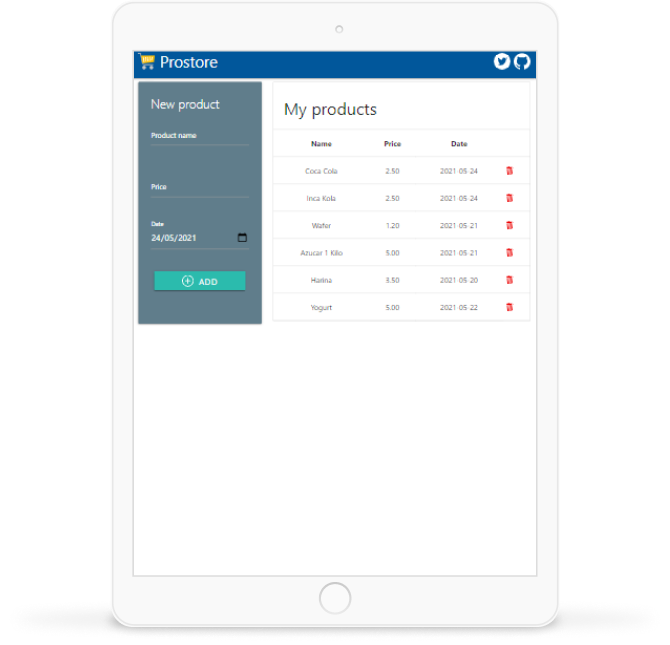 Prostore
New product
Product name
Price
Date
24/05/2021
ADD
My products
Name Price Date
Coca Cola 2.50 2021-05-24
Inca Kola 2.50 2021-05-24
Wafer 1.20 2021-05-21
Azucar 1 Kilo 5.00 2021-05-21
Harina 3.50 2021-05-20
Yogurt 5.00 2021-05-22